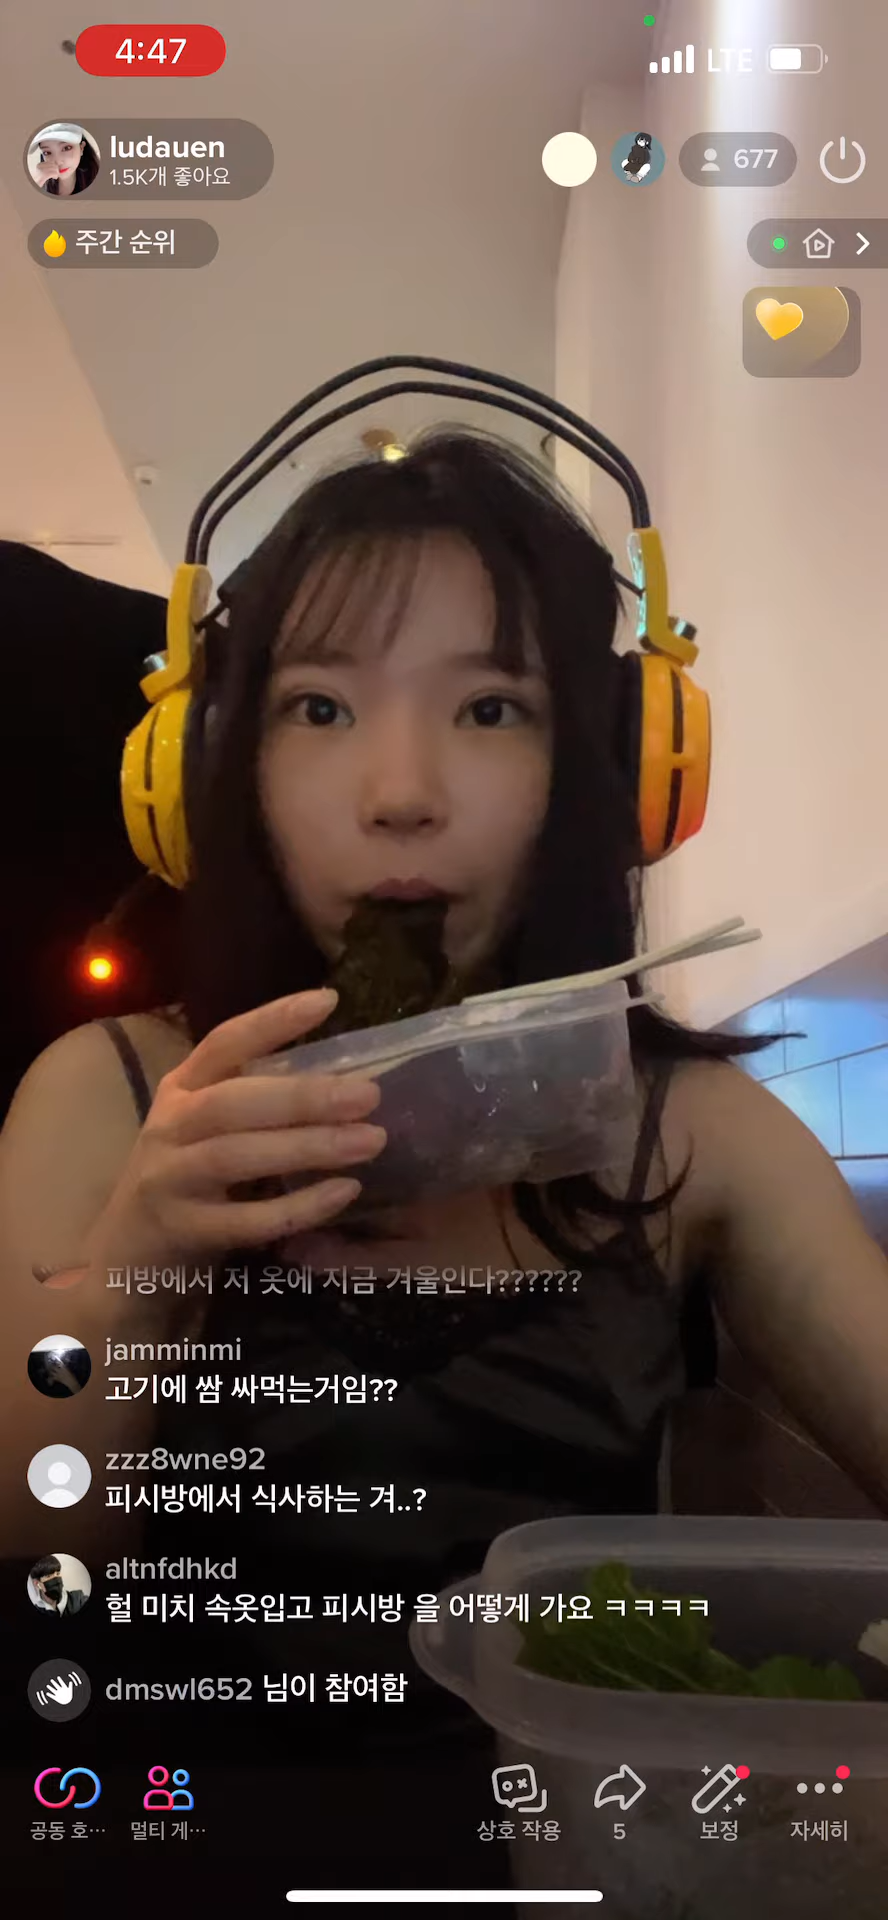 4:47
LTE
ludauen
1.5K개 좋아요
677
주간 순위
피방에서 저 옷에 지금 겨울인다??????
jamminmi
고기에 쌈 싸먹는거임??
zzz8wne92
피시방에서 식사하는 겨..?
altnfdhkd
헐 미치 속옷입고 피시방 을 어떻게 가요 ㅋㅋㅋㅋ
dmswl652 님이 참여함
공동 호…
멀티 게…
상호 작용
5
보정
자세히